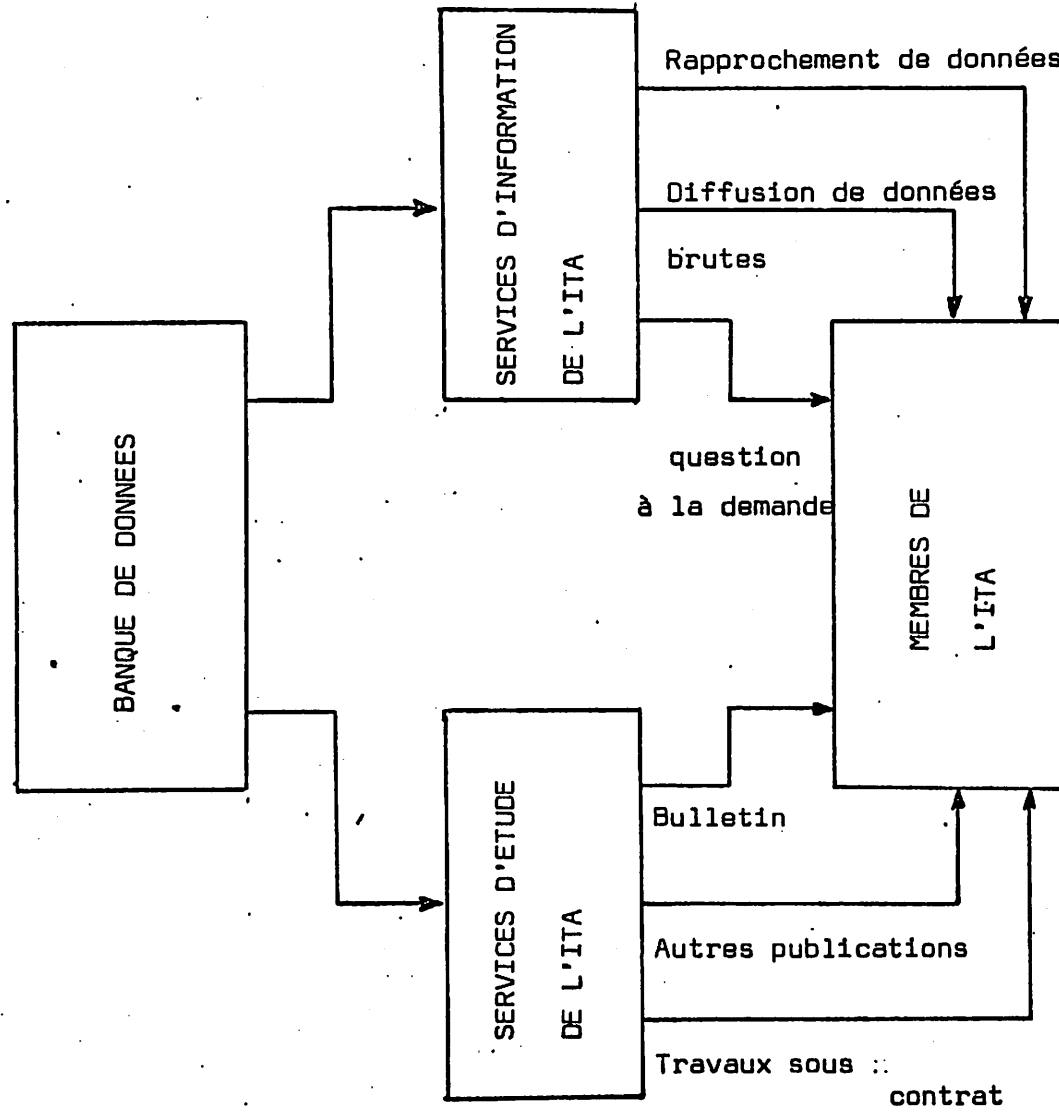 BANQUE DE DONNEES
SERVICES D'INFORMATION
DE L'ITA
Rapprochement de données
Diffusion de données
brutes
question
à la demande
MEMBRES DE
L'ITA
SERVICES D'ETUDE
DE L'ITA
Bulletin
Autres publications
Travaux sous
contrat